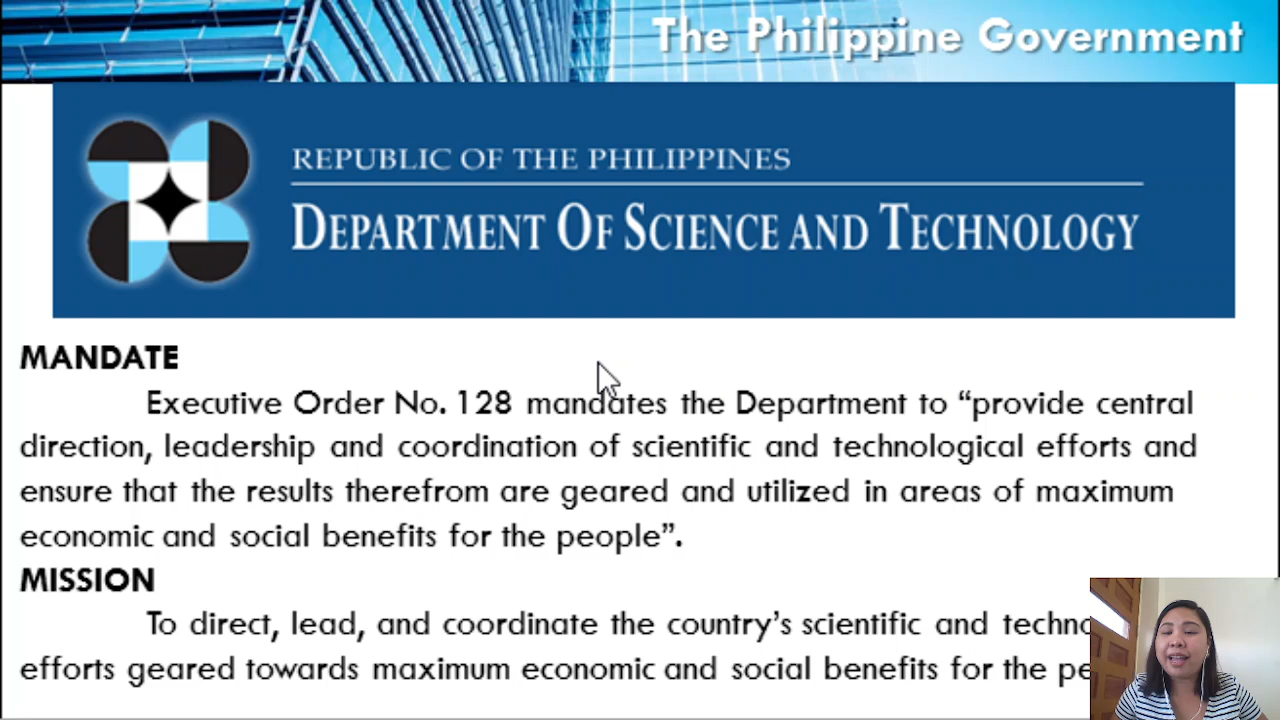 The Philippine Government
REPUBLIC OF THE PHILIPPINES
DEPARTMENT OF SCIENCE AND TECHNOLOGY
MANDATE
Executive Order No. 128 mandates the Department to “provide central
direction, leadership and coordination of scientific and technological efforts and
ensure that the results therefrom are geared and utilized in areas of maximum
economic and social benefits for the people”.
MISSION
To direct, lead, and coordinate the country’s scientific and
efforts geared towards maximum economic and social benefits for the